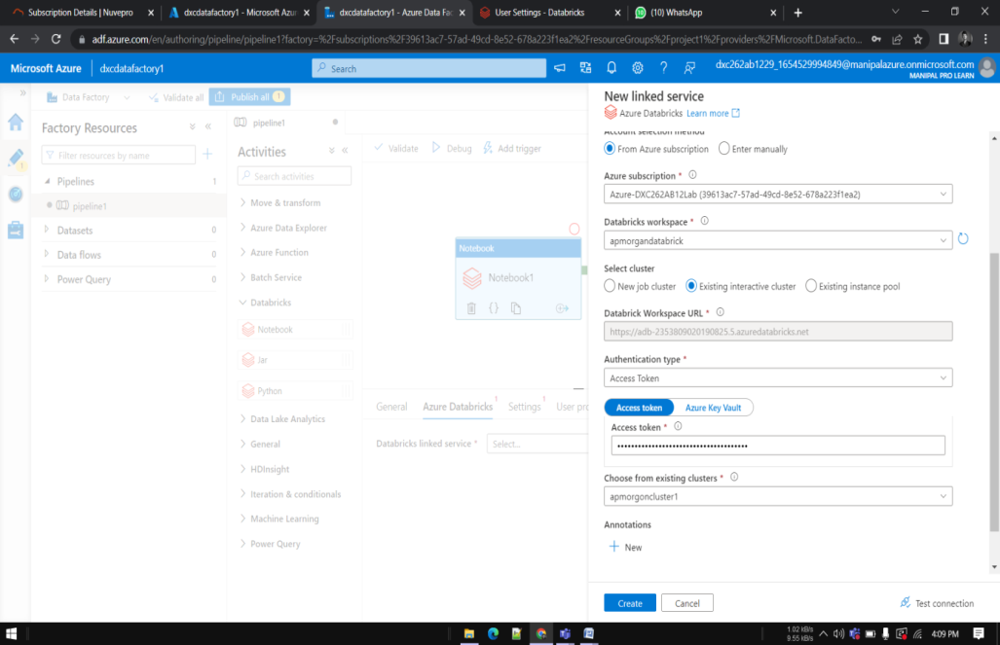 Subscription Details | Nuvepro
dxcdatafactory1 - Microsoft Azur
dxcdatafactory1 - Azure Data Fac
User Settings - Databricks
(10) WhatsApp
adf.azure.com/en/authoring/pipeline/pipeline1?factory=%2Fsubscriptions%2F39613ac7-57ad-49cd-8e52-678a223f1ea2%2FresourceGroups%2Fproject1%2Fproviders%2FMicrosoft.DataFacto...
Microsoft Azure
dxcdatafactory1
Search
dxc262ab1229_1654529994849@manipalazure.onmicrosoft.com
MANIPAL PRO LEARN
Data Factory
Validate all
Publish all
1
Factory Resources
Filter resources by name
Pipelines
1
pipeline1
Datasets
0
Data flows
0
Power Query
0
pipeline1
Activities
Search activities
Move & transform
Azure Data Explorer
Azure Function
Batch Service
Databricks
Notebook
Jar
Python
Data Lake Analytics
General
HDInsight
Iteration & conditionals
Machine Learning
Power Query
Validate
Debug
Add trigger
Notebook
Notebook1
General
Azure Databricks
1
Settings
1
User pro
Databricks linked service *
Select...
New linked service
Azure Databricks
Learn more
Account selection method
From Azure subscription
Enter manually
Azure subscription *
Azure-DXC262AB12Lab (39613ac7-57ad-49cd-8e52-678a223f1ea2)
Databricks workspace *
apmorgandatabrick
Select cluster
New job cluster
Existing interactive cluster
Existing instance pool
Databrick Workspace URL *
https://adb-2353809020190825.5.azuredatabricks.net
Authentication type *
Access Token
Access token
Azure Key Vault
Access token *
••••••••••••••••••••••••••••••••••••••
Choose from existing clusters *
apmorgoncluster1
Annotations
New
Create
Cancel
Test connection
1.02 kB/s
9.55 kB/s
4:09 PM